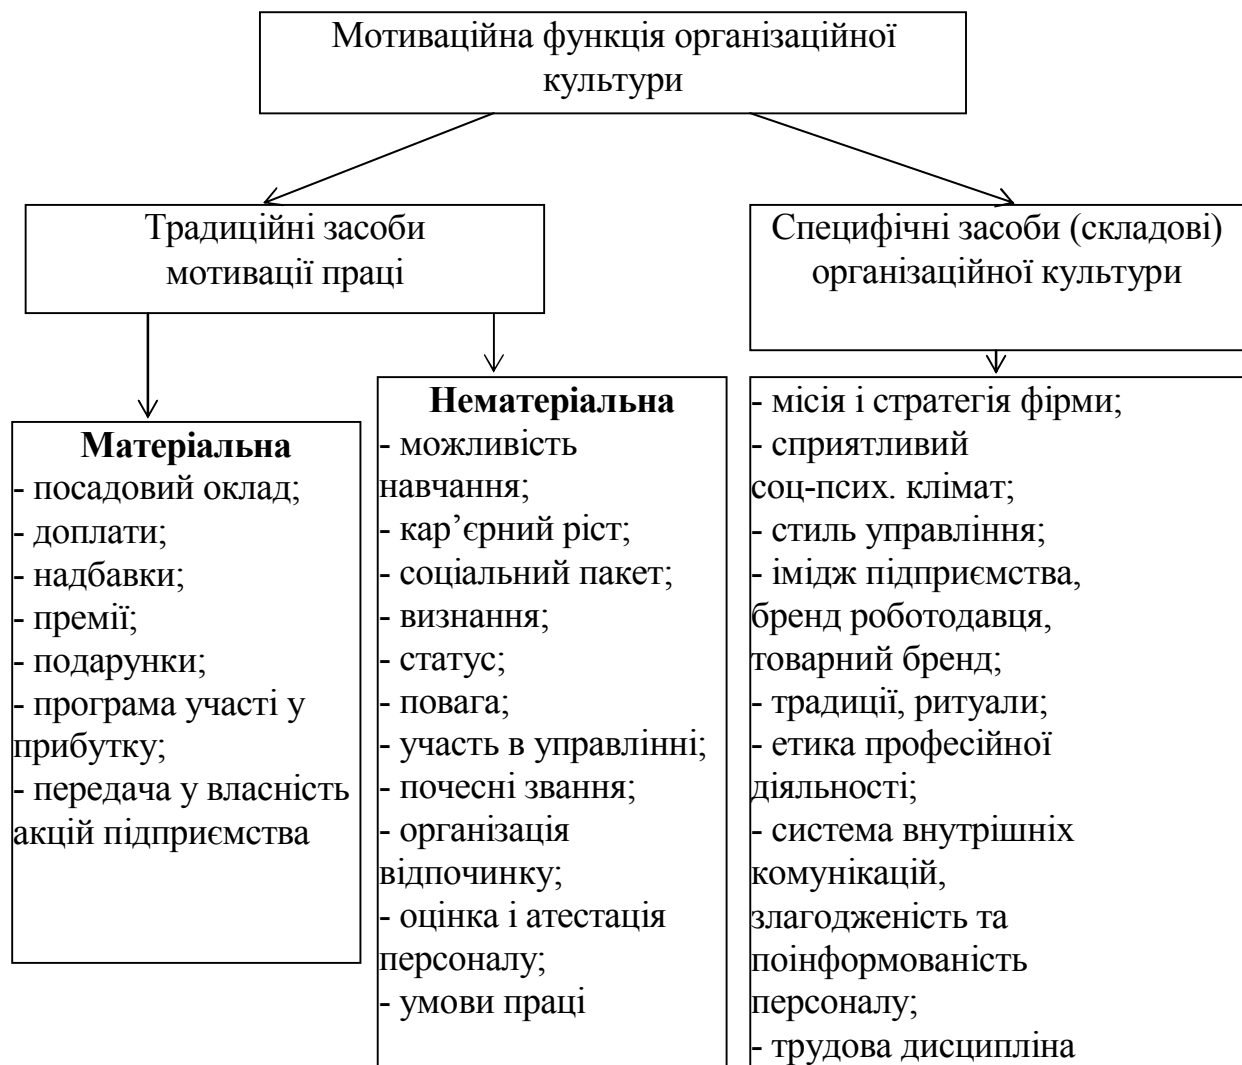 Мотиваційна функція організаційної
культури
Традиційні засоби
мотивації праці
Специфічні засоби (складові)
організаційної культури
Матеріальна
- посадовий оклад;
- доплати;
- надбавки;
- премії;
- подарунки;
- програма участі у
прибутку;
- передача у власність
акцій підприємства
Нематеріальна
- можливість
навчання;
- кар’єрний ріст;
- соціальний пакет;
- визнання;
- статус;
- повага;
- участь в управлінні;
- почесні звання;
- організація
відпочинку;
- оцінка і атестація
персоналу;
- умови праці
- місія і стратегія фірми;
- сприятливий
соц-псих. клімат;
- стиль управління;
- імідж підприємства,
бренд роботодавця,
товарний бренд;
- традиції, ритуали;
- етика професійної
діяльності;
- система внутрішніх
комунікацій,
злагодженість та
поінформованість
персоналу;
- трудова дисципліна